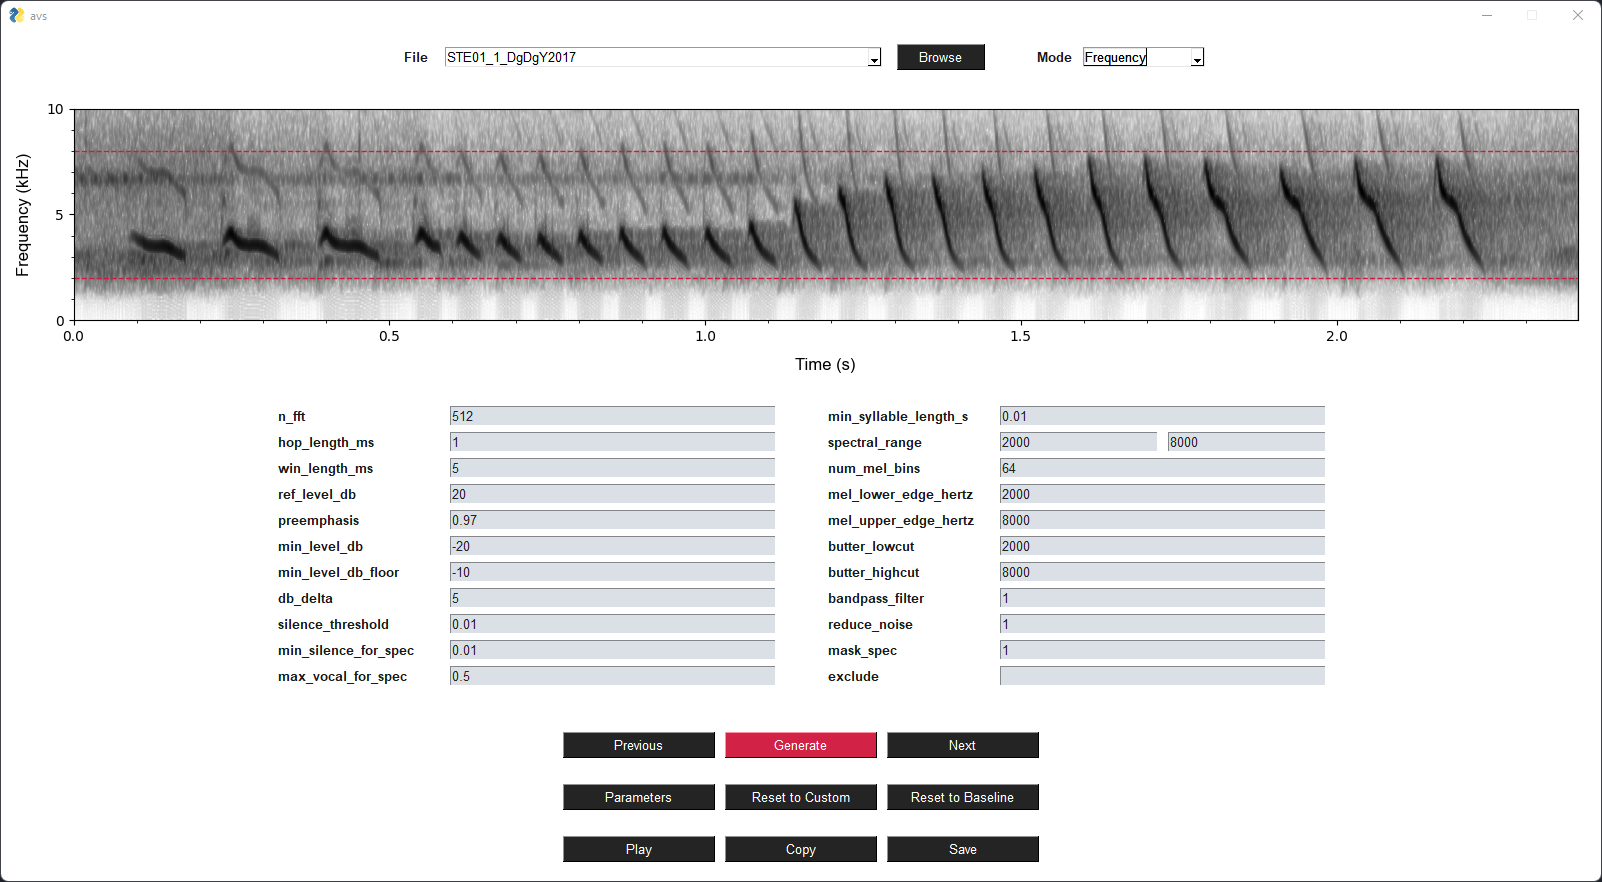 avs
File STE01_1_DgDgY2017 Browse Mode Frequency
10
5
0
Frequency (kHz)
0.0 0.5 1.0 1.5 2.0
Time (s)
n_fft 512 min_syllable_length_s 0.01
hop_length_ms 1 spectral_range 2000 8000
win_length_ms 5 num_mel_bins 64
ref_level_db 20 mel_lower_edge_hertz 2000
preemphasis 0.97 mel_upper_edge_hertz 8000
min_level_db -20 butter_lowcut 2000
min_level_db_floor -10 butter_highcut 8000
db_delta 5 bandpass_filter 1
silence_threshold 0.01 reduce_noise 1
min_silence_for_spec 0.01 mask_spec 1
max_vocal_for_spec 0.5 exclude
Previous Generate Next
Parameters Reset to Custom Reset to Baseline
Play Copy Save